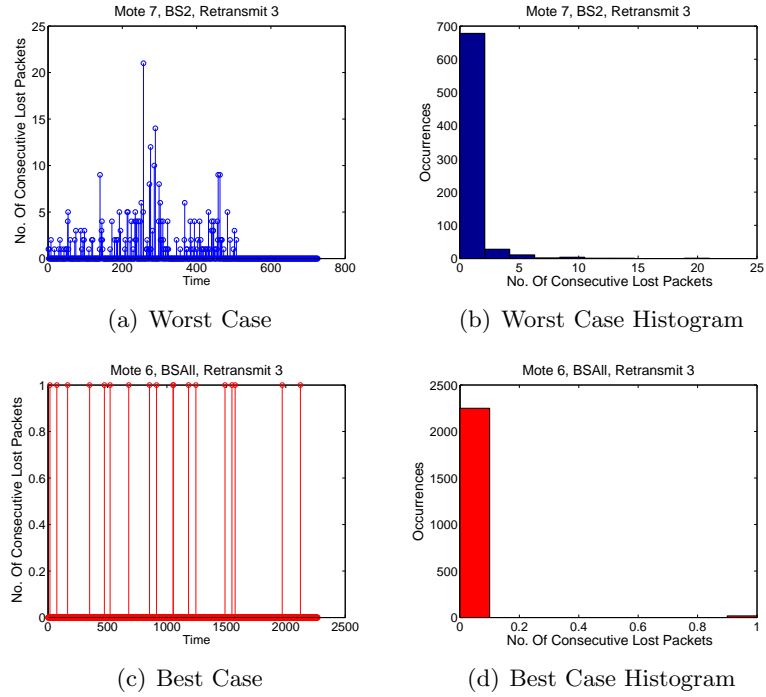 Mote 7, BS2, Retransmit 3
25
20
15
10
5
0
0 200 400 600 800
No. Of Consecutive Lost Packets
Time
(a) Worst Case
Mote 7, BS2, Retransmit 3
700
600
500
400
300
200
100
0
0 5 10 15 20 25
Occurrences
No. Of Consecutive Lost Packets
(b) Worst Case Histogram
Mote 6, BSAll, Retransmit 3
1
0.8
0.6
0.4
0.2
0
0 500 1000 1500 2000 2500
No. Of Consecutive Lost Packets
Time
(c) Best Case
Mote 6, BSAll, Retransmit 3
2500
2000
1500
1000
500
0
0 0.2 0.4 0.6 0.8 1
Occurrences
No. Of Consecutive Lost Packets
(d) Best Case Histogram